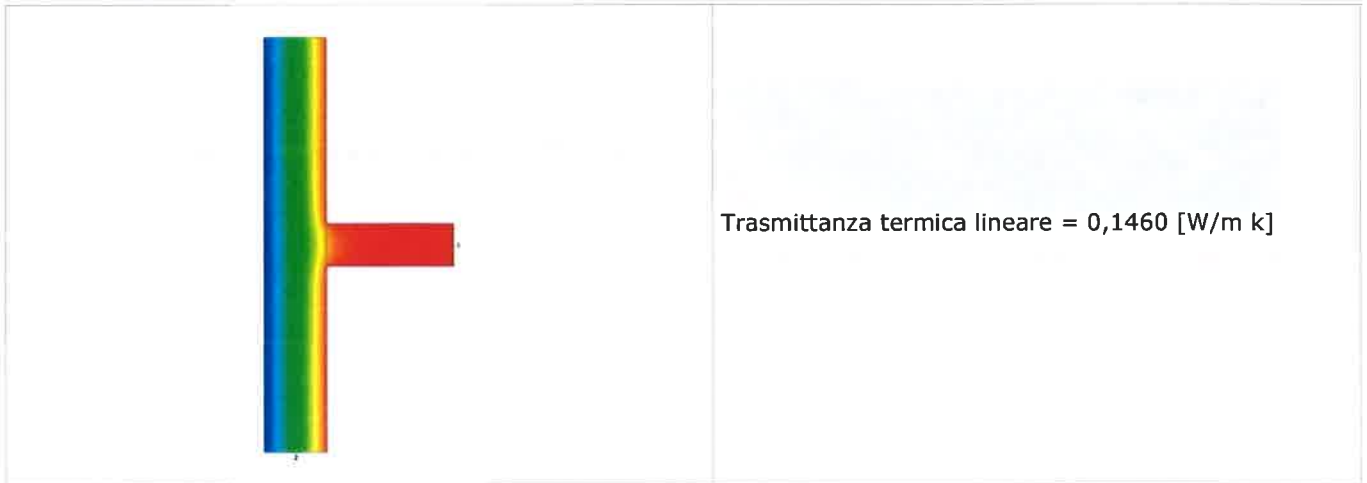 Trasmittanza termica lineare = 0,1460 [W/m k]